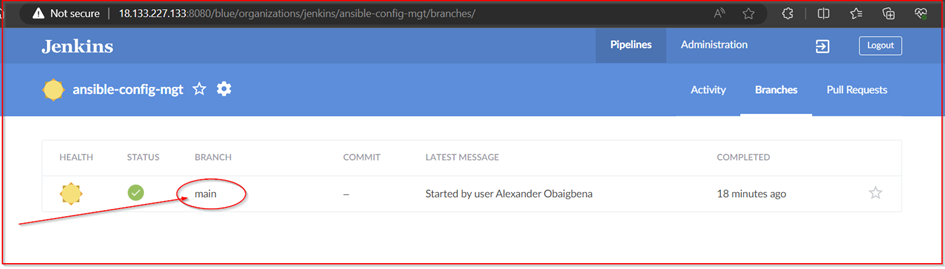 Not secure 18.133.227.133:8080/blue/organizations/jenkins/ansible-config-mgt/branches/
Jenkins Pipelines Administration Logout
ansible-config-mgt Activity Branches Pull Requests
HEALTH STATUS BRANCH COMMIT LATEST MESSAGE COMPLETED
main – Started by user Alexander Obaigbena 18 minutes ago